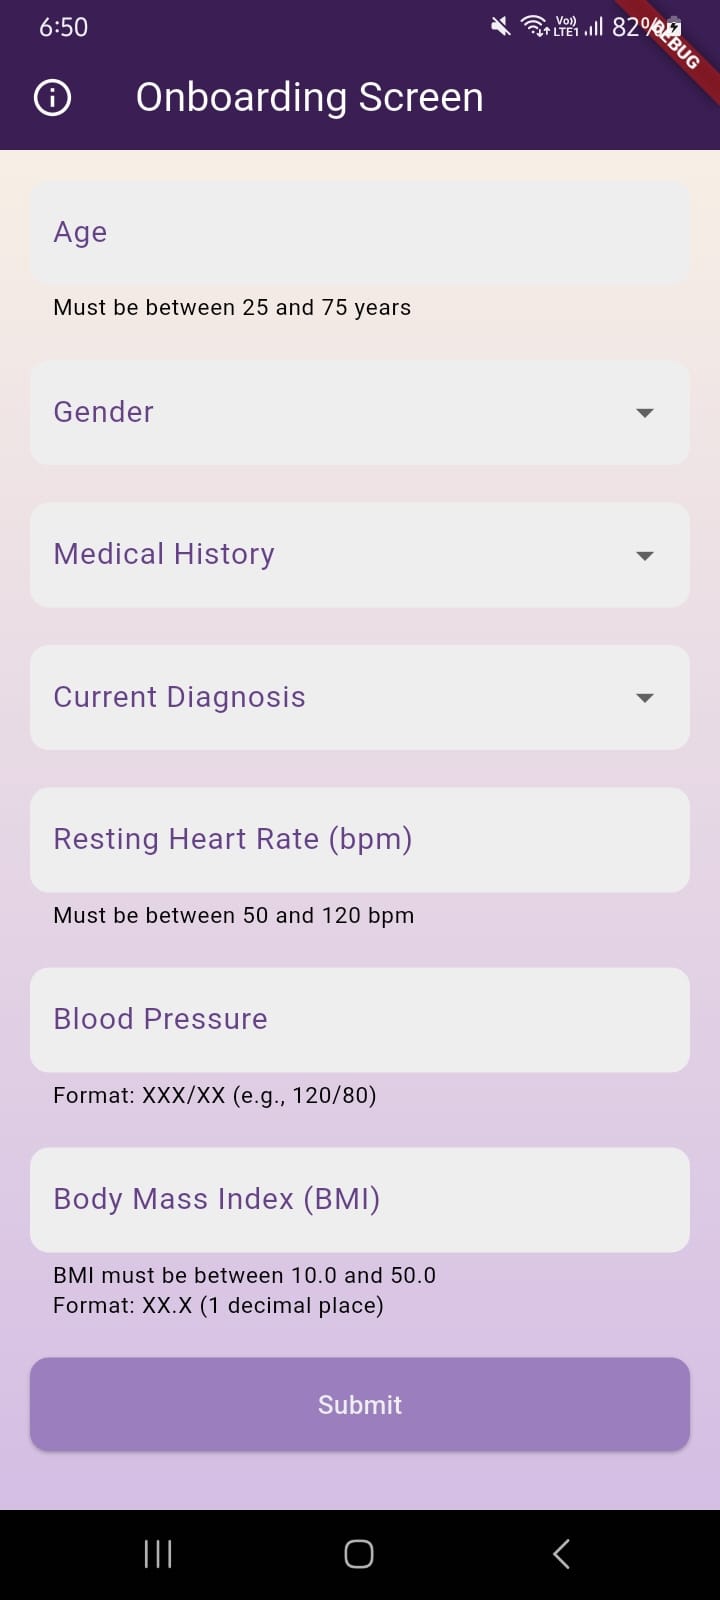 6:50
Vo)) LTE1 82%
DEBUG
Onboarding Screen
Age
Must be between 25 and 75 years
Gender
Medical History
Current Diagnosis
Resting Heart Rate (bpm)
Must be between 50 and 120 bpm
Blood Pressure
Format: XXX/XX (e.g., 120/80)
Body Mass Index (BMI)
BMI must be between 10.0 and 50.0
Format: XX.X (1 decimal place)
Submit